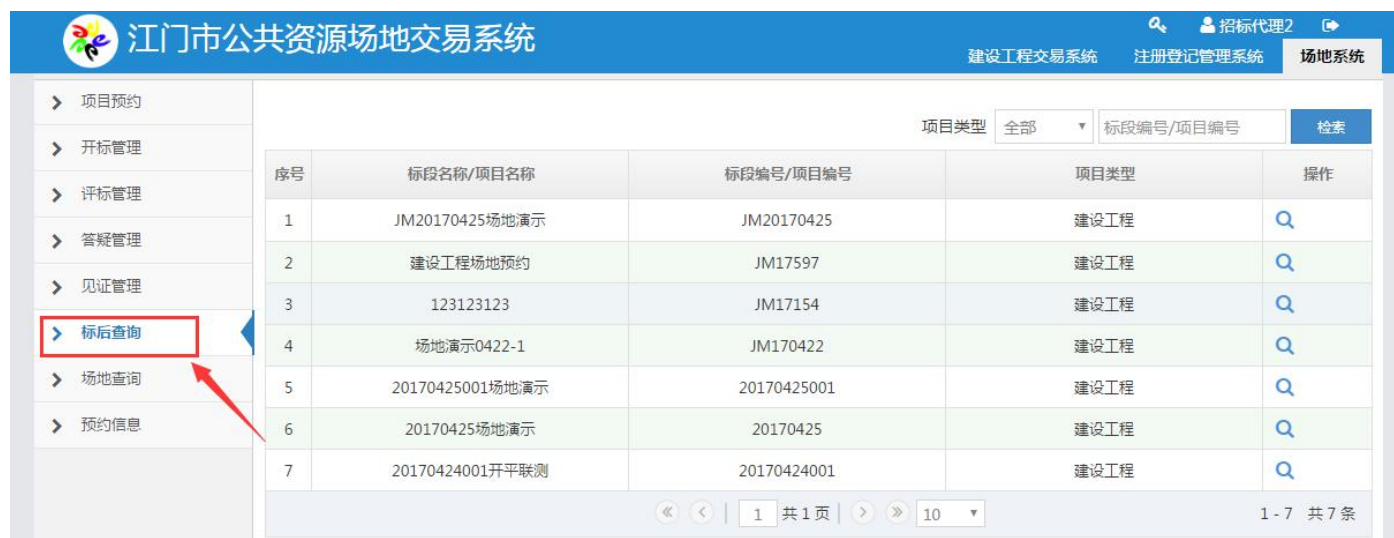 江门市公共资源场地交易系统
招标代理2
建设工程交易系统 注册登记管理系统 场地系统
项目预约
开标管理
评标管理
答疑管理
见证管理
标后查询
场地查询
预约信息
项目类型 全部 标段编号/项目编号 检索
序号 标段名称/项目名称 标段编号/项目编号 项目类型 操作
1 JM20170425场地演示 JM20170425 建设工程
2 建设工程场地预约 JM17597 建设工程
3 123123123 JM17154 建设工程
4 场地演示0422-1 JM170422 建设工程
5 20170425001场地演示 20170425001 建设工程
6 20170425场地演示 20170425 建设工程
7 20170424001开平联测 20170424001 建设工程
1 共1页 10 1 - 7 共7条